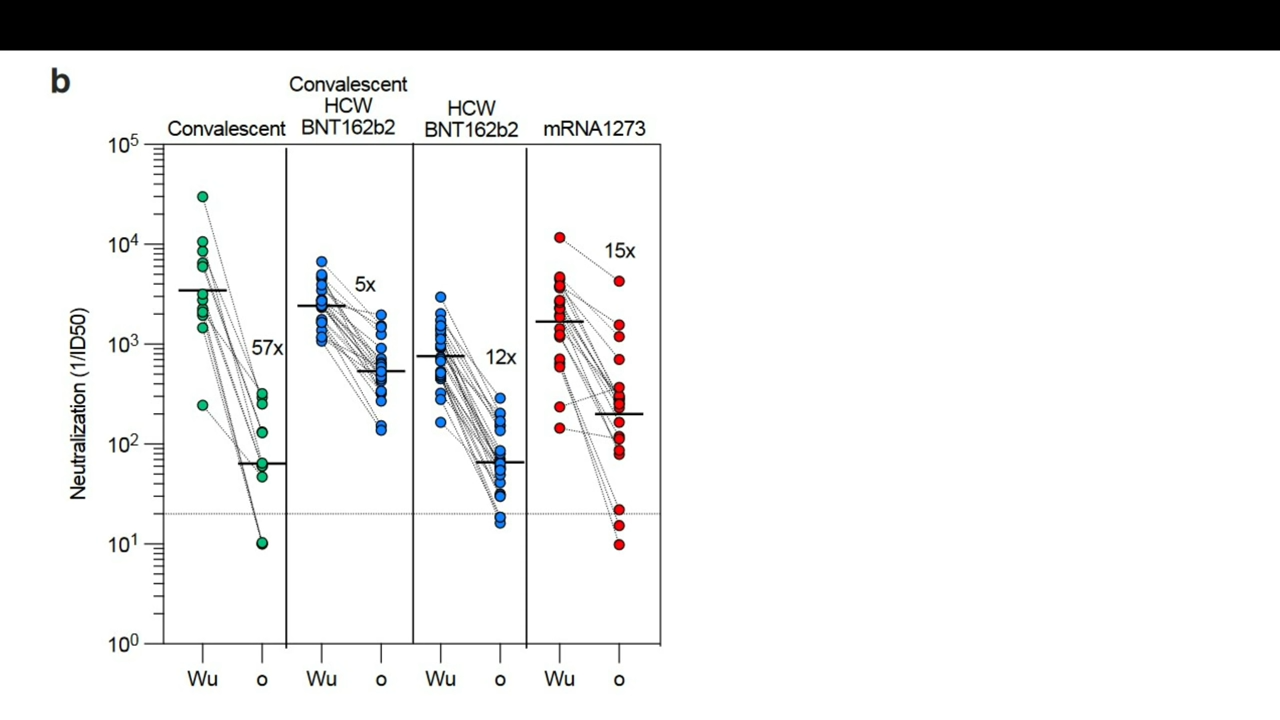 b
Convalescent
Convalescent
HCW
BNT162b2
HCW
BNT162b2
mRNA1273
Neutralization (1/ID50)
10⁵
10⁴
10³
10²
10¹
10⁰
57x
5x
12x
15x
Wu o Wu o Wu o Wu o